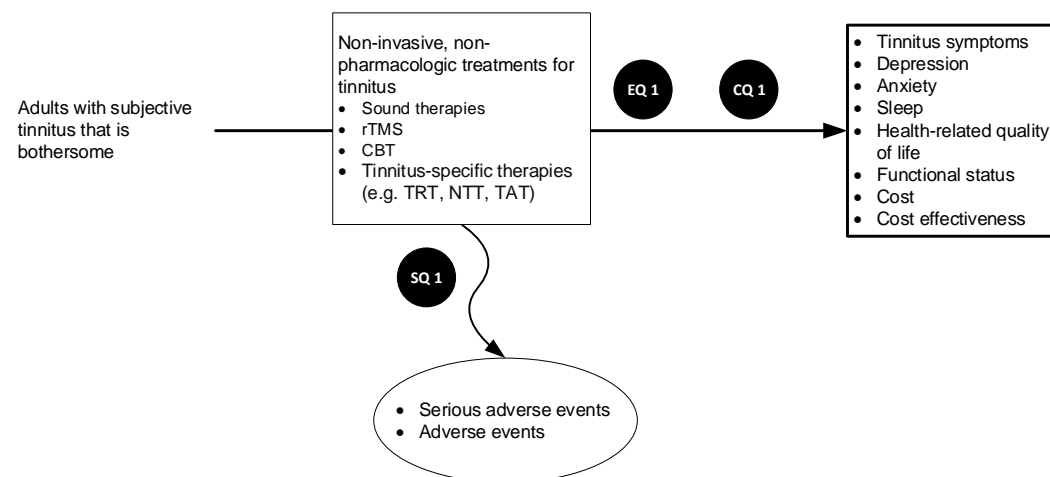 Adults with subjective
tinnitus that is
bothersome
Non-invasive, non-
pharmacologic treatments for
tinnitus
• Sound therapies
• rTMS
• CBT
• Tinnitus-specific therapies
(e.g. TRT, NTT, TAT)
EQ 1
CQ 1
• Tinnitus symptoms
• Depression
• Anxiety
• Sleep
• Health-related quality
of life
• Functional status
• Cost
• Cost effectiveness
SQ 1
• Serious adverse events
• Adverse events